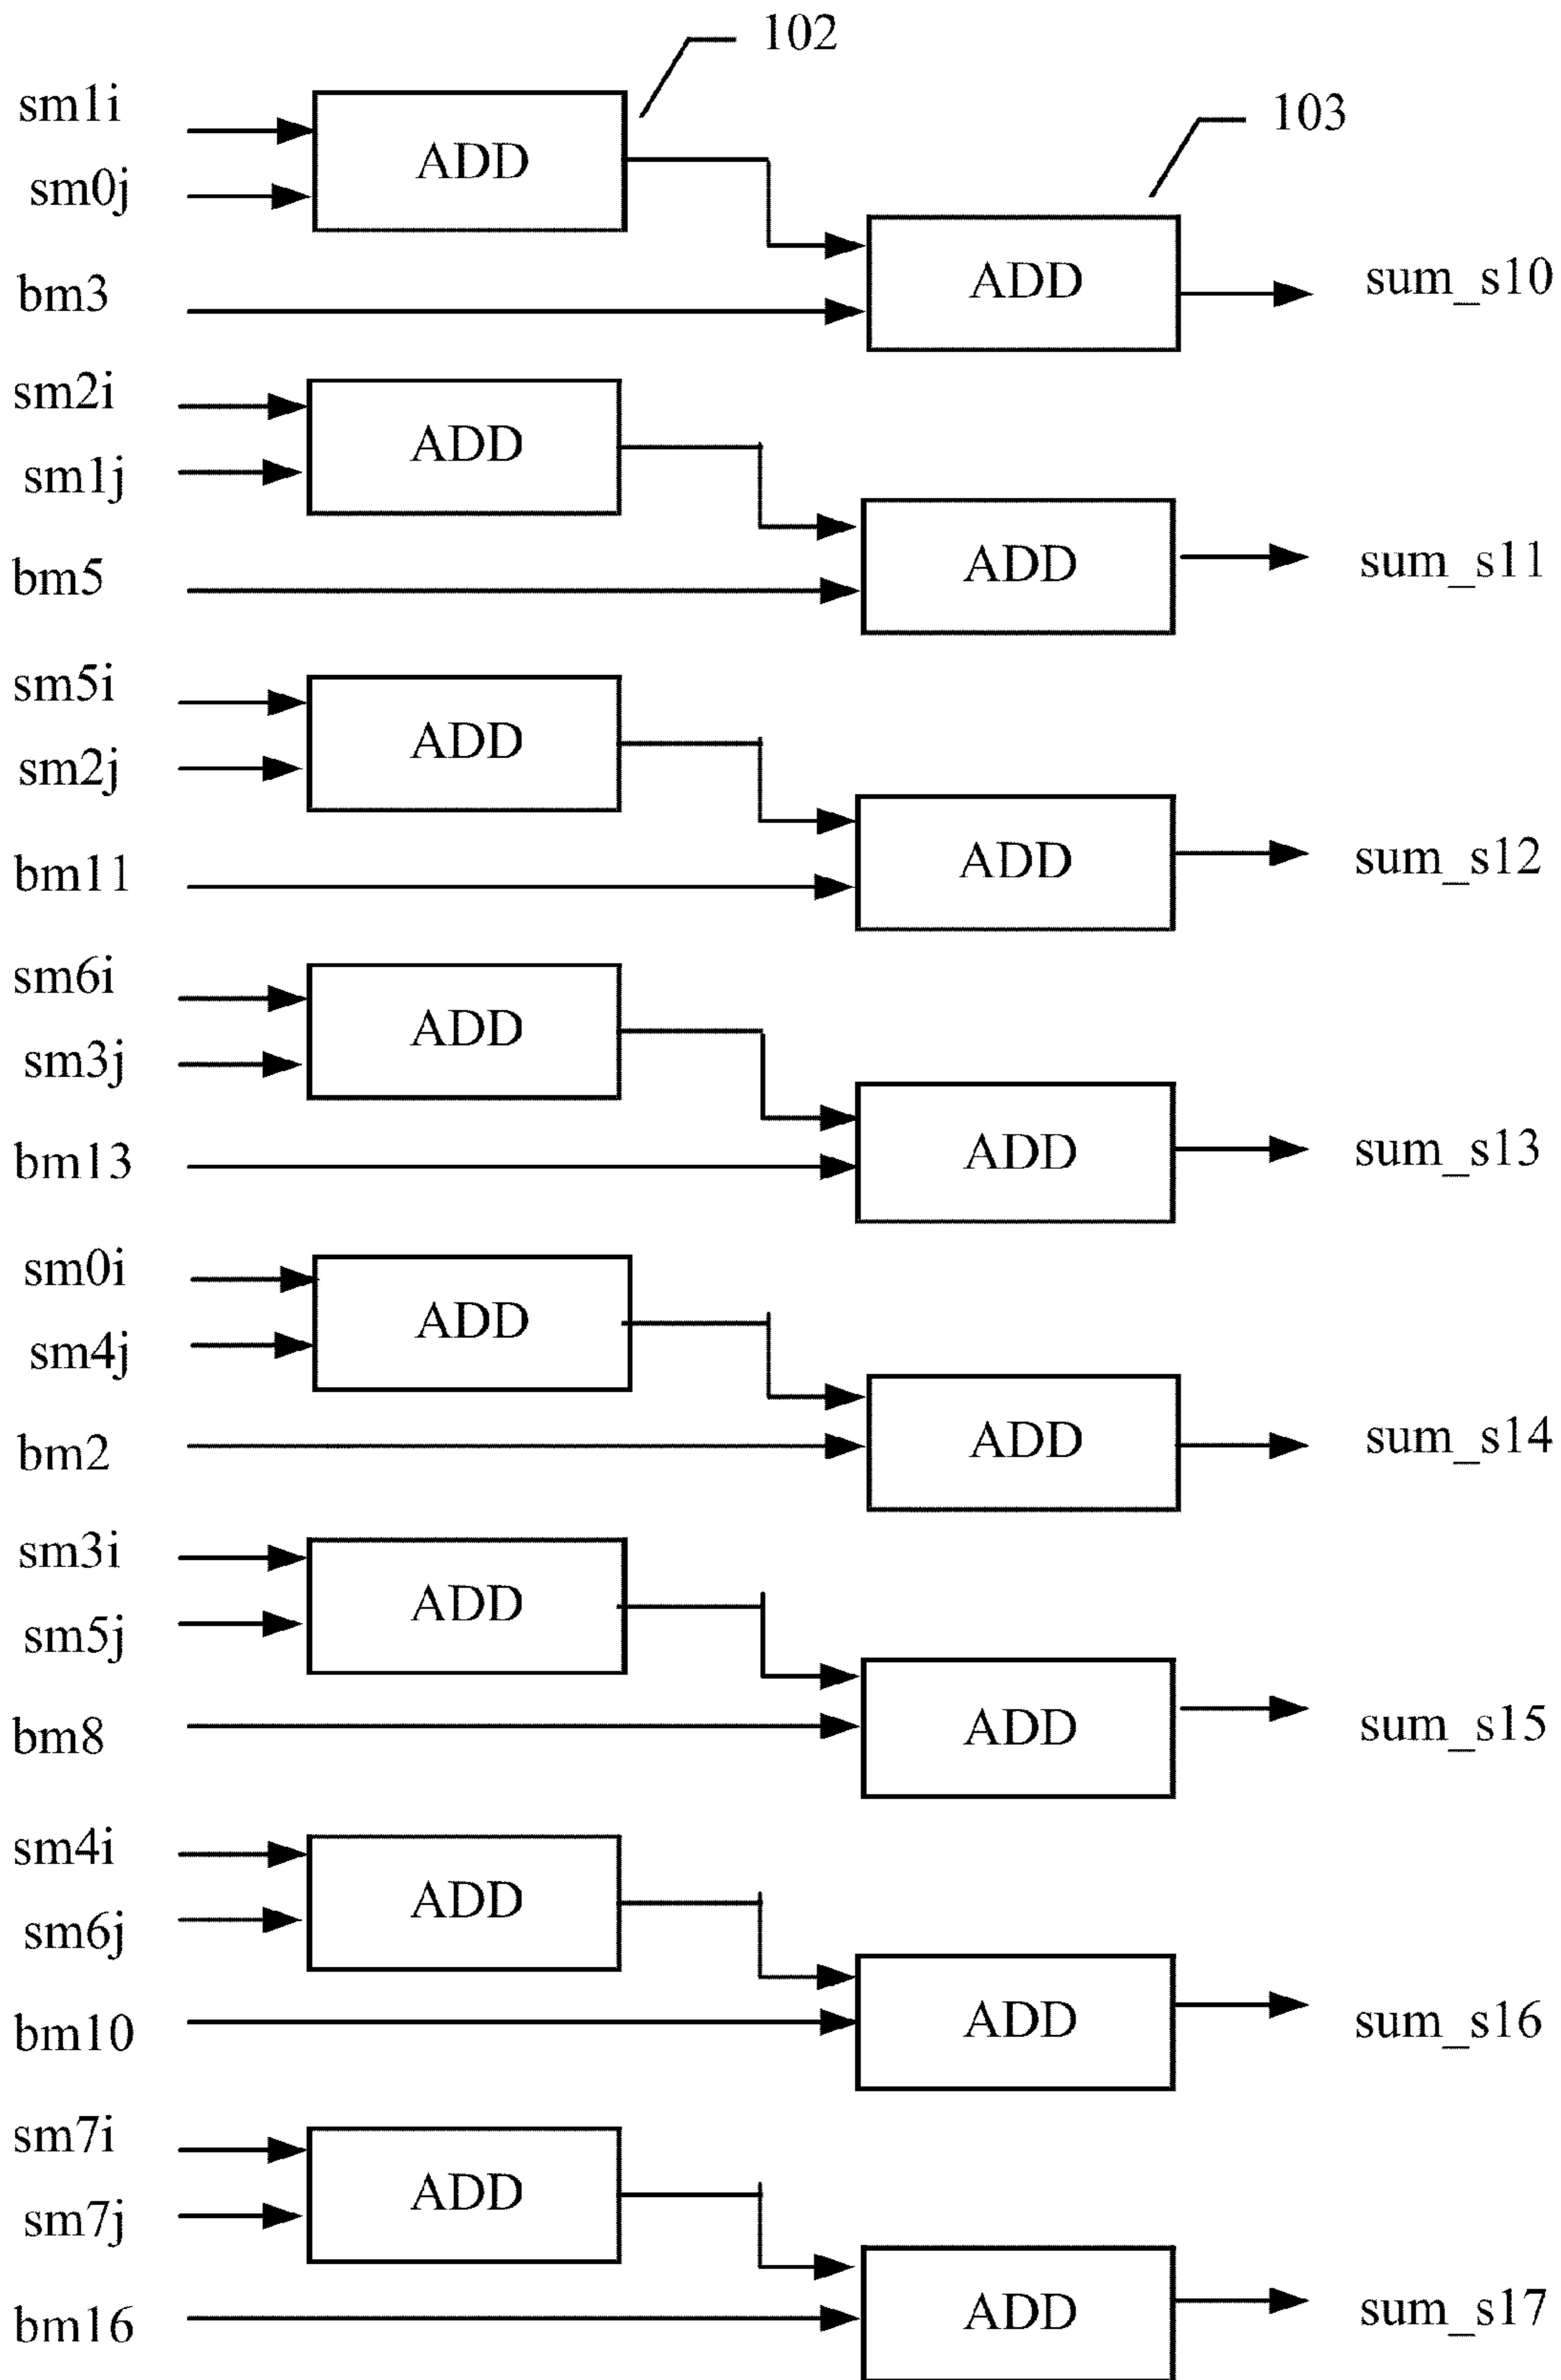 102
sm1i
ADD
103
sm0j
bm3
ADD
sum_s10
sm2i
ADD
sm1j
bm5
ADD
sum_s11
sm5i
ADD
sm2j
bm11
ADD
sum_s12
sm6i
ADD
sm3j
bm13
ADD
sum_s13
sm0i
ADD
sm4j
bm2
ADD
sum_s14
sm3i
ADD
sm5j
bm8
ADD
sum_s15
sm4i
ADD
sm6j
bm10
ADD
sum_s16
sm7i
ADD
sm7j
bm16
ADD
sum_s17